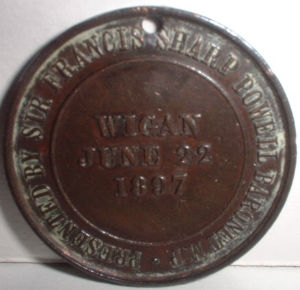 PRESENTED BY SIR FRANCIS SHARP POWELL BARONET M.P.
WIGAN
JUNE 22
1897